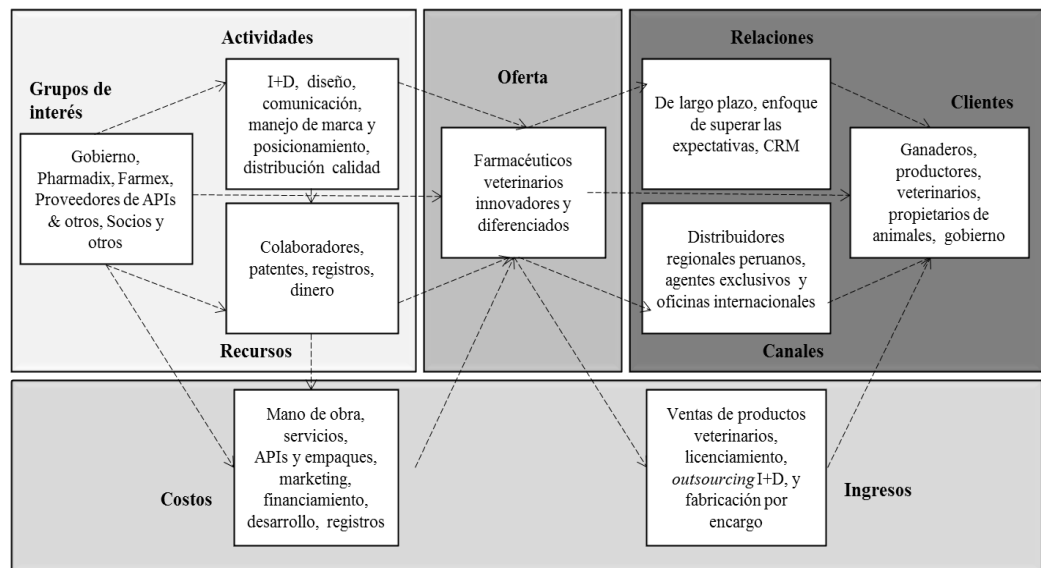 Actividades
Grupos de
interés
I+D, diseño,
comunicación,
manejo de marca y
posicionamiento,
distribución calidad
Gobierno,
Pharmadix, Farmex,
Proveedores de APIs
& otros, Socios y
otros
Colaboradores,
patentes, registros,
dinero
Recursos
Oferta
Farmacéuticos
veterinarios
innovadores y
diferenciados
Relaciones
De largo plazo, enfoque
de superar las
expectativas, CRM
Clientes
Ganaderos,
productores,
veterinarios,
propietarios de
animales, gobierno
Distribuidores
regionales peruanos,
agentes exclusivos y
oficinas internacionales
Canales
Costos
Mano de obra,
servicios,
APIs y empaques,
marketing,
financiamiento,
desarrollo, registros
Ventas de productos
veterinarios,
licenciamiento,
outsourcing I+D, y
fabricación por
encargo
Ingresos